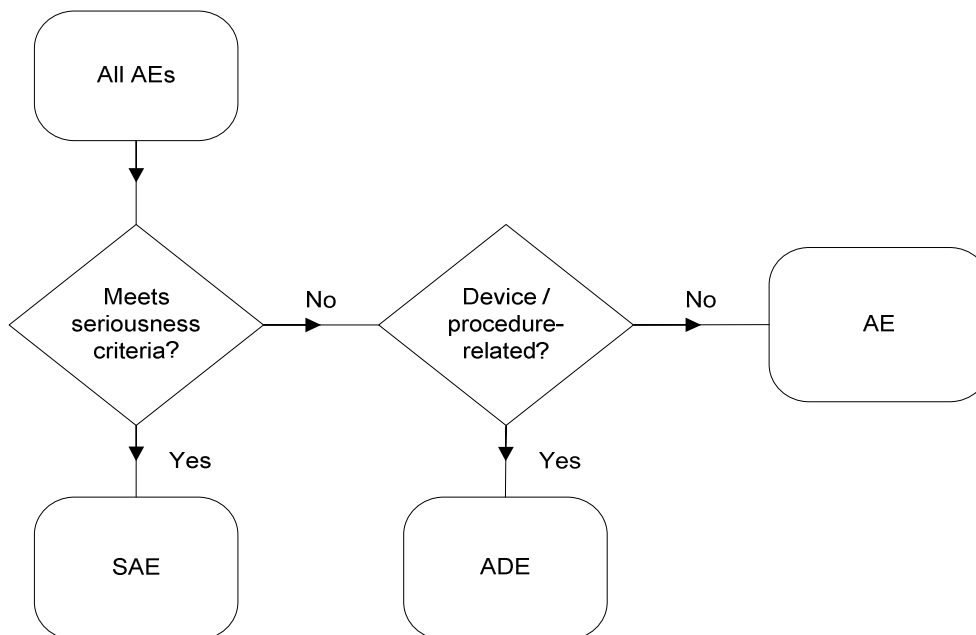 All AEs
Meets
seriousness
criteria?
No
Device /
procedure-
related?
No
AE
Yes
Yes
SAE
ADE